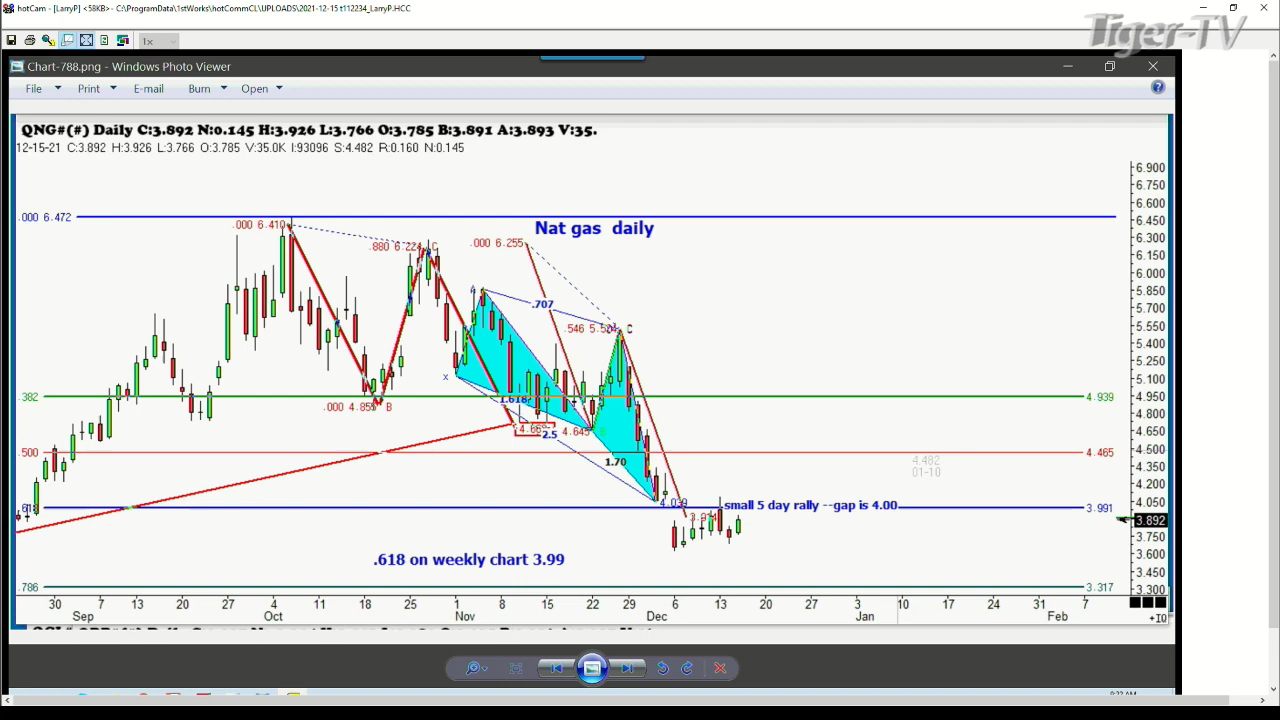 hotCam - [LarryP] <58KB>- C:\ProgramData\1stWorks\hotCommCL\UPLOADS\2021-12-15 t112234_LarryP.HCC
Tiger-TV
1x
Chart-788.png - Windows Photo Viewer
File Print E-mail Burn Open
QNG#(#) Daily C:3.892 N:0.145 H:3.926 L:3.766 O:3.785 B:3.891 A:3.893 V:35.
12-15-21 C:3.892 H:3.926 L:3.766 O:3.785 V:35.0K I:93096 S:4.482 R:0.160 N:0.145
6.900
6.750
6.600
.000 6.472
6.450
.000 6.410
Nat gas daily
6.300
.880 6.224 C
.000 6.255
6.150
6.000
A
5.850
.707
5.700
.546 5.524 C
5.550
5.400
5.250
X
5.100
.382
1.618
4.939
4.950
.000 4.855 B
4.800
2.5
4.645
4.650
.500
4.465
4.500
1.70
4.482
01-10
4.350
4.200
4.039
4.050
small 5 day rally --gap is 4.00
3.991
3.892
3.750
.618 on weekly chart 3.99
3.600
3.450
.786
3.317
3.300
30 7 13 20 27 4 11 18 25 1 8 15 22 29 6 13 20 27 3 10 17 24 31 7
Sep Oct Nov Dec Jan Feb
+10